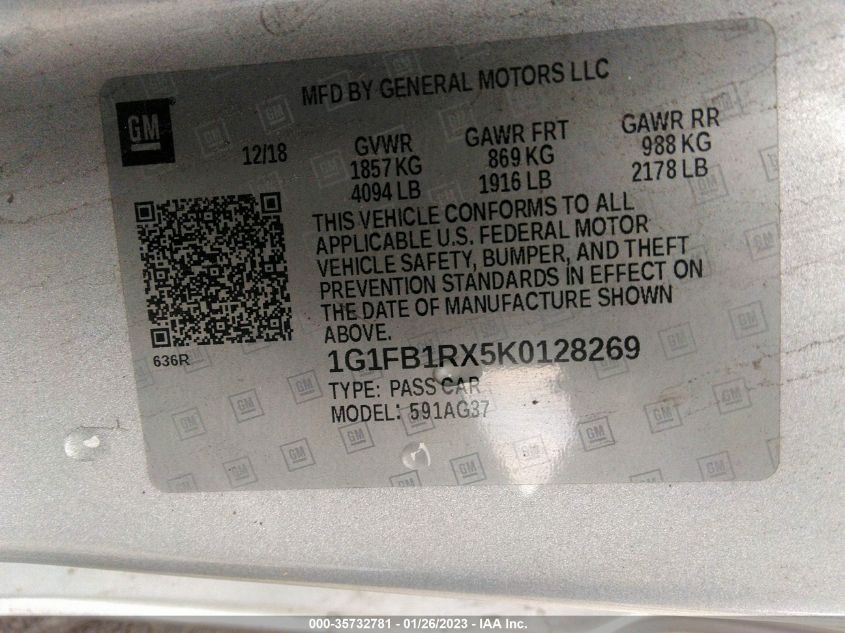 MFD BY GENERAL MOTORS LLC
GM
12/18
GVWR
1857 KG
4094 LB
GAWR FRT
869 KG
1916 LB
GAWR RR
988 KG
2178 LB
THIS VEHICLE CONFORMS TO ALL
APPLICABLE U.S. FEDERAL MOTOR
VEHICLE SAFETY, BUMPER, AND THEFT
PREVENTION STANDARDS IN EFFECT ON
THE DATE OF MANUFACTURE SHOWN
ABOVE.
636R
1G1FB1RX5K0128269
TYPE: PASS CAR
MODEL: 591AG37
000-35732781 - 01/26/2023 - IAA Inc.